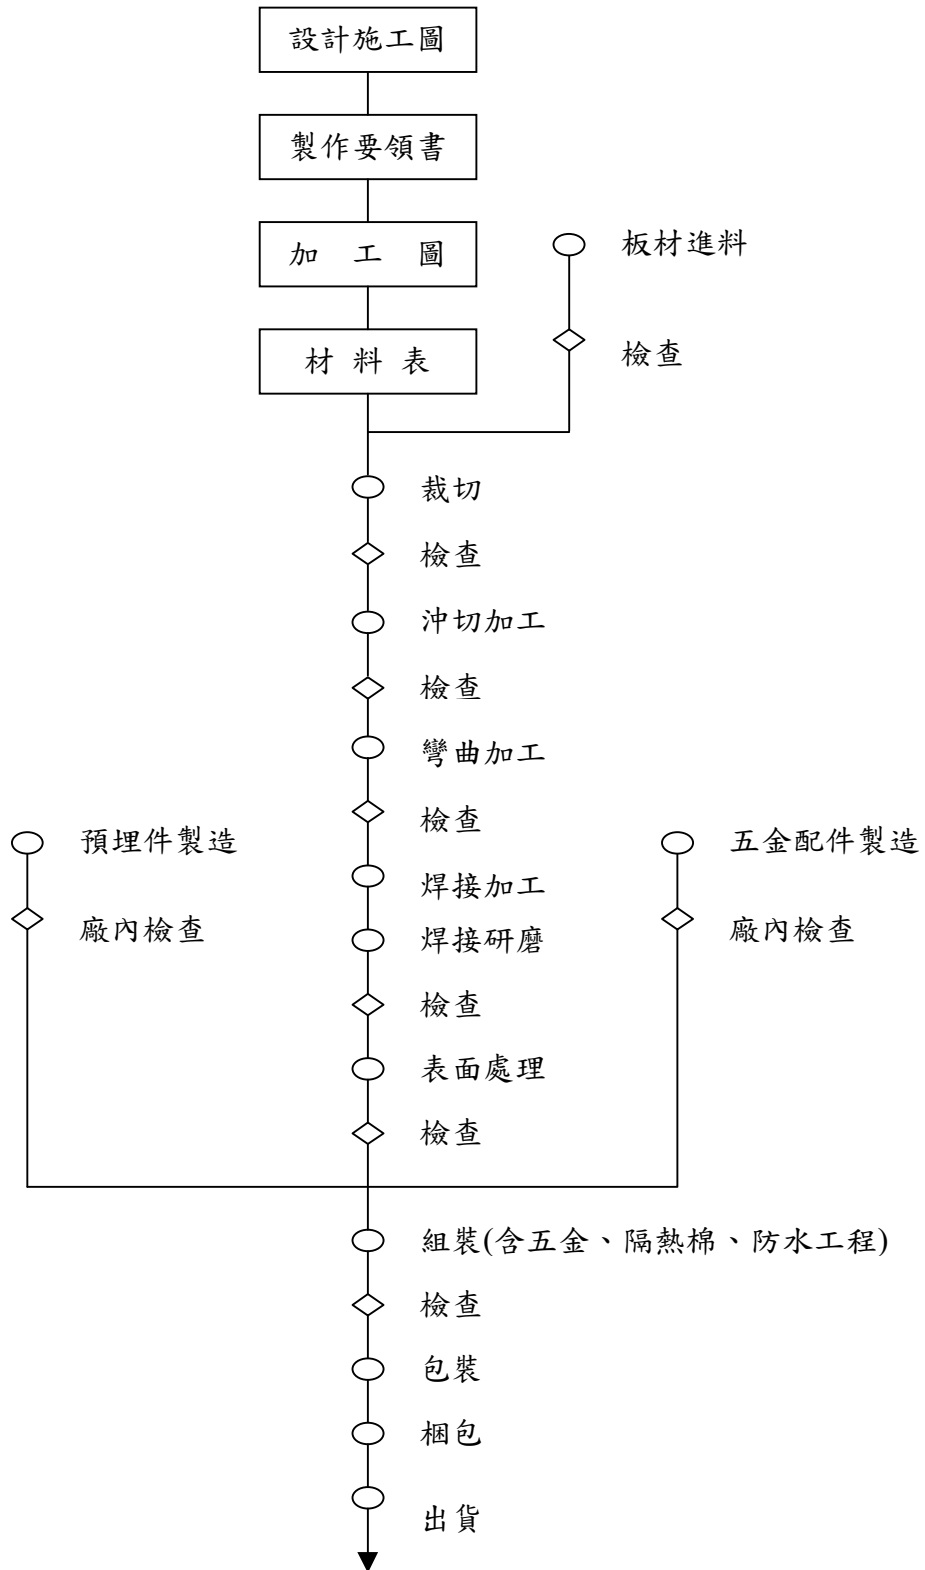 設計施工圖
製作要領書
加 工 圖
板材進料
材 料 表
檢查
裁切
檢查
沖切加工
檢查
彎曲加工
檢查
預埋件製造
五金配件製造
焊接加工
廠內檢查
廠內檢查
焊接研磨
檢查
表面處理
檢查
組裝(含五金、隔熱棉、防水工程)
檢查
包裝
梱包
出貨